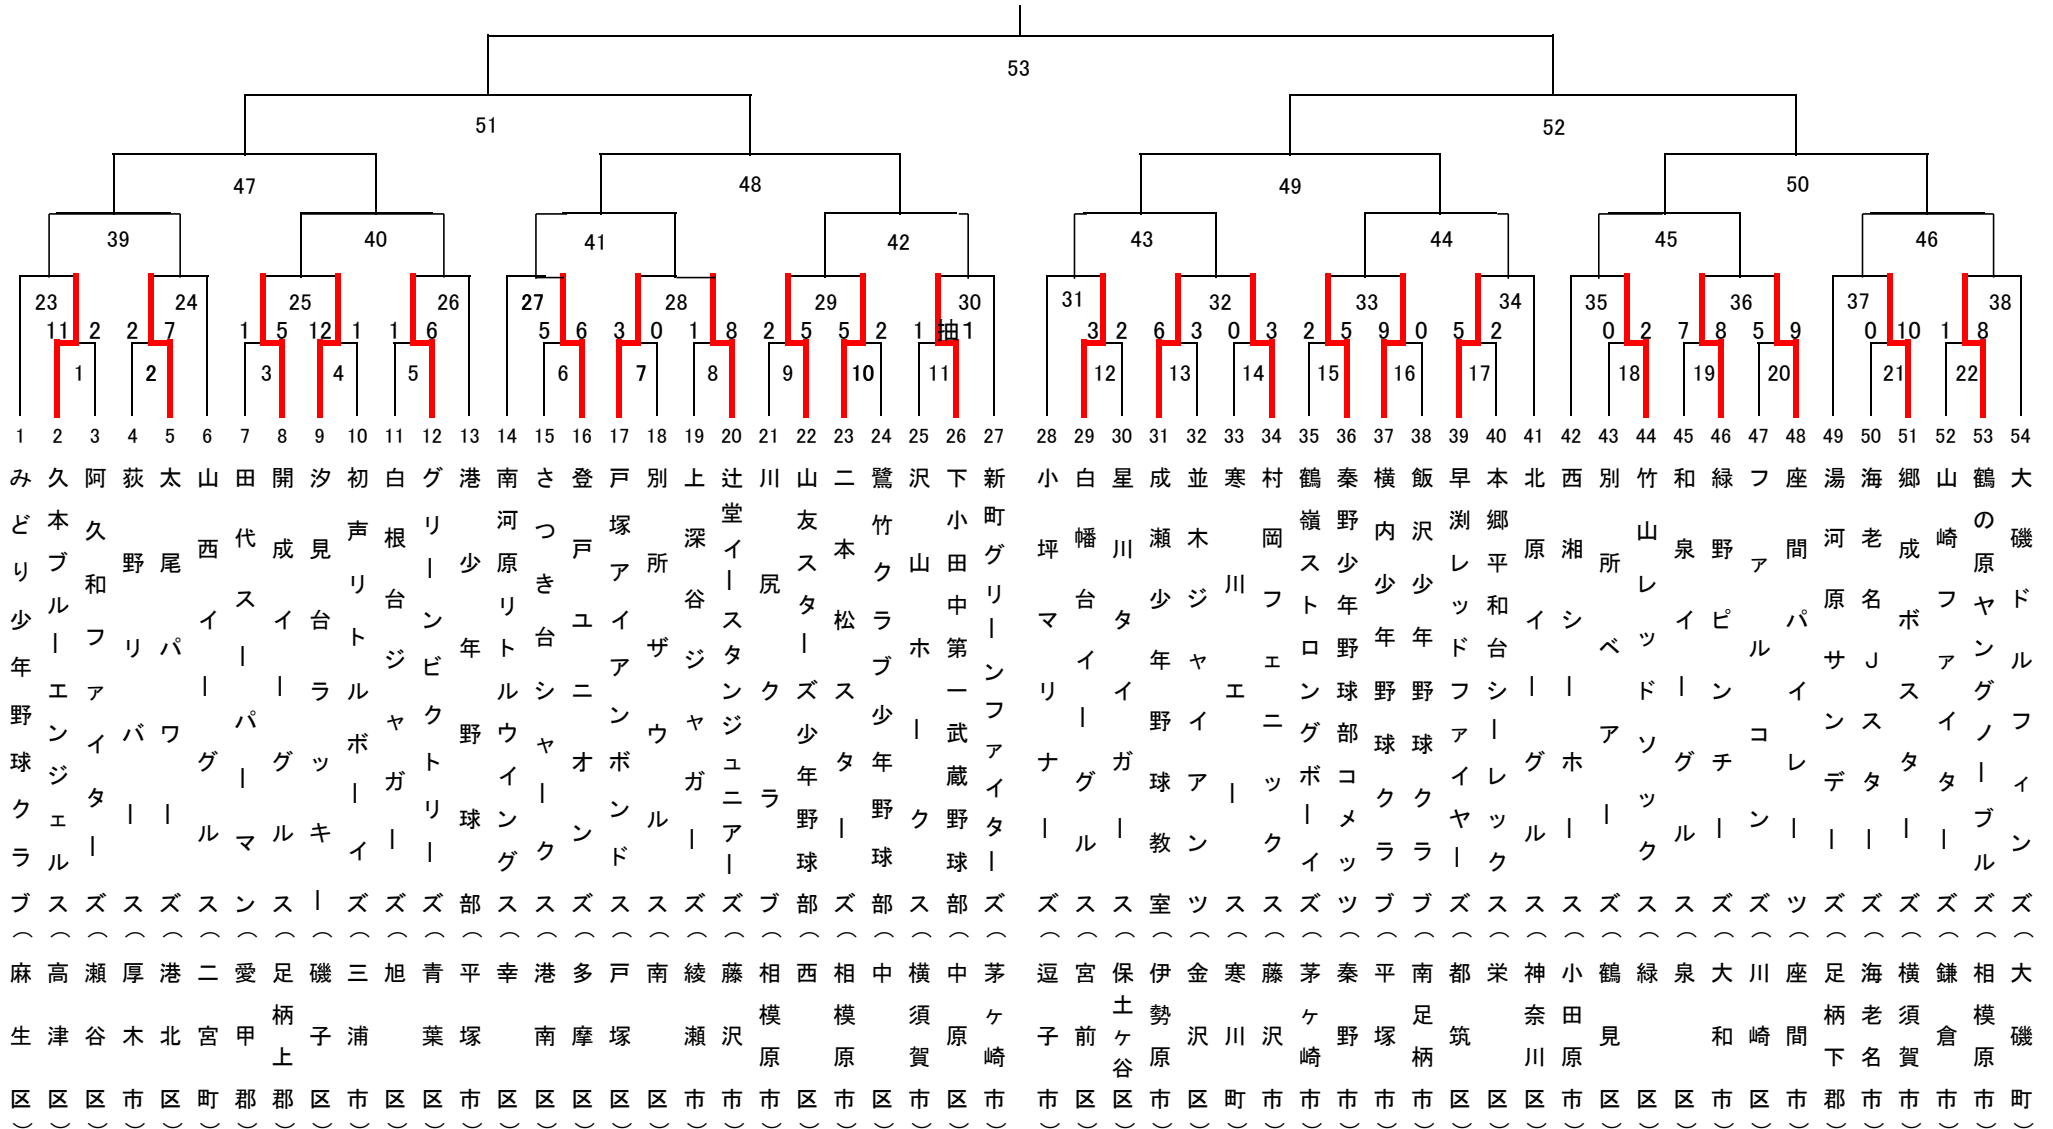 53
51
52
47
48
49
50
39
40
41
42
43
44
45
46
23
24
25
26
27
28
29
30
31
32
33
34
35
36
37
38
11 2 2 7 1 5 12 1 1 6 5 6 3 0 1 8 2 5 5 2 1 抽1 3 2 6 3 0 3 2 5 9 0 5 2 0 2 7 8 5 9 0 10 1 8
1 2 3 4 5 6 7 8 9 10 11 12 13 14 15 16 17 18 19 20 21 22
1 みどり少年野球クラブ(麻生区)
2 久本ブルーエンジェルス(高津区)
3 阿久和ファイターズ(瀬谷区)
4 荻野リバース(厚木市)
5 太尾パワーズ(港北区)
6 山西イーグルス(二宮町)
7 田代スーパーマン(愛甲郡)
8 開成イーグルス(足柄上郡)
9 汐見台ラッキー(磯子区)
10 初声リトルボーイズ(三浦市)
11 白根台ジャガーズ(旭区)
12 グリーンビクトリーズ(青葉区)
13 港少年野球部(平塚市)
14 南河原リトルウイングス(幸区)
15 さつき台シャークス(港南区)
16 登戸ユニオンズ(多摩区)
17 戸塚アイアンボンドス(戸塚区)
18 別所ザウルス(南区)
19 上深谷ジャガーズ(綾瀬市)
20 辻堂イースタンジュニアーズ(藤沢市)
21 川尻クラブ(相模原市)
22 山友スターズ少年野球部(西区)
23 二本松スターズ(相模原市)
24 鷺竹クラブ少年野球部(中区)
25 沢山ホークス(横須賀市)
26 下小田中第一武蔵野球部(中原区)
27 新町グリーンファイターズ(茅ヶ崎市)
28 小坪マリナーズ(逗子市)
29 白幡台イーグルス(宮前区)
30 星川タイガース(保土ヶ谷区)
31 成瀬少年野球教室(伊勢原市)
32 並木ジャイアンツ(金沢区)
33 寒川エース(寒川町)
34 村岡フェニックス(藤沢市)
35 鶴嶺ストロングボーイズ(茅ヶ崎市)
36 秦野少年野球部コメッツ(秦野市)
37 横内少年野球クラブ(平塚市)
38 飯沢少年野球クラブ(南足柄市)
39 早渕レッドファイヤーズ(都筑区)
40 本郷平和台シーレックス(栄区)
41 北原イーグルス(神奈川区)
42 西湘シーホース(小田原市)
43 別所ベアーズ(鶴見区)
44 竹山レッドソックス(緑区)
45 和泉イーグルス(泉区)
46 緑野ピンチーズ(大和市)
47 ファルコンズ(川崎区)
48 座間パイレーツ(座間市)
49 湯河原サンデーズ(足柄下郡)
50 海老名Jスターズ(海老名市)
51 郷成ボスターズ(横須賀市)
52 山崎ファイターズ(鎌倉市)
53 鶴の原ヤングノーブルズ(相模原市)
54 大磯ドルフィンズ(大磯町)